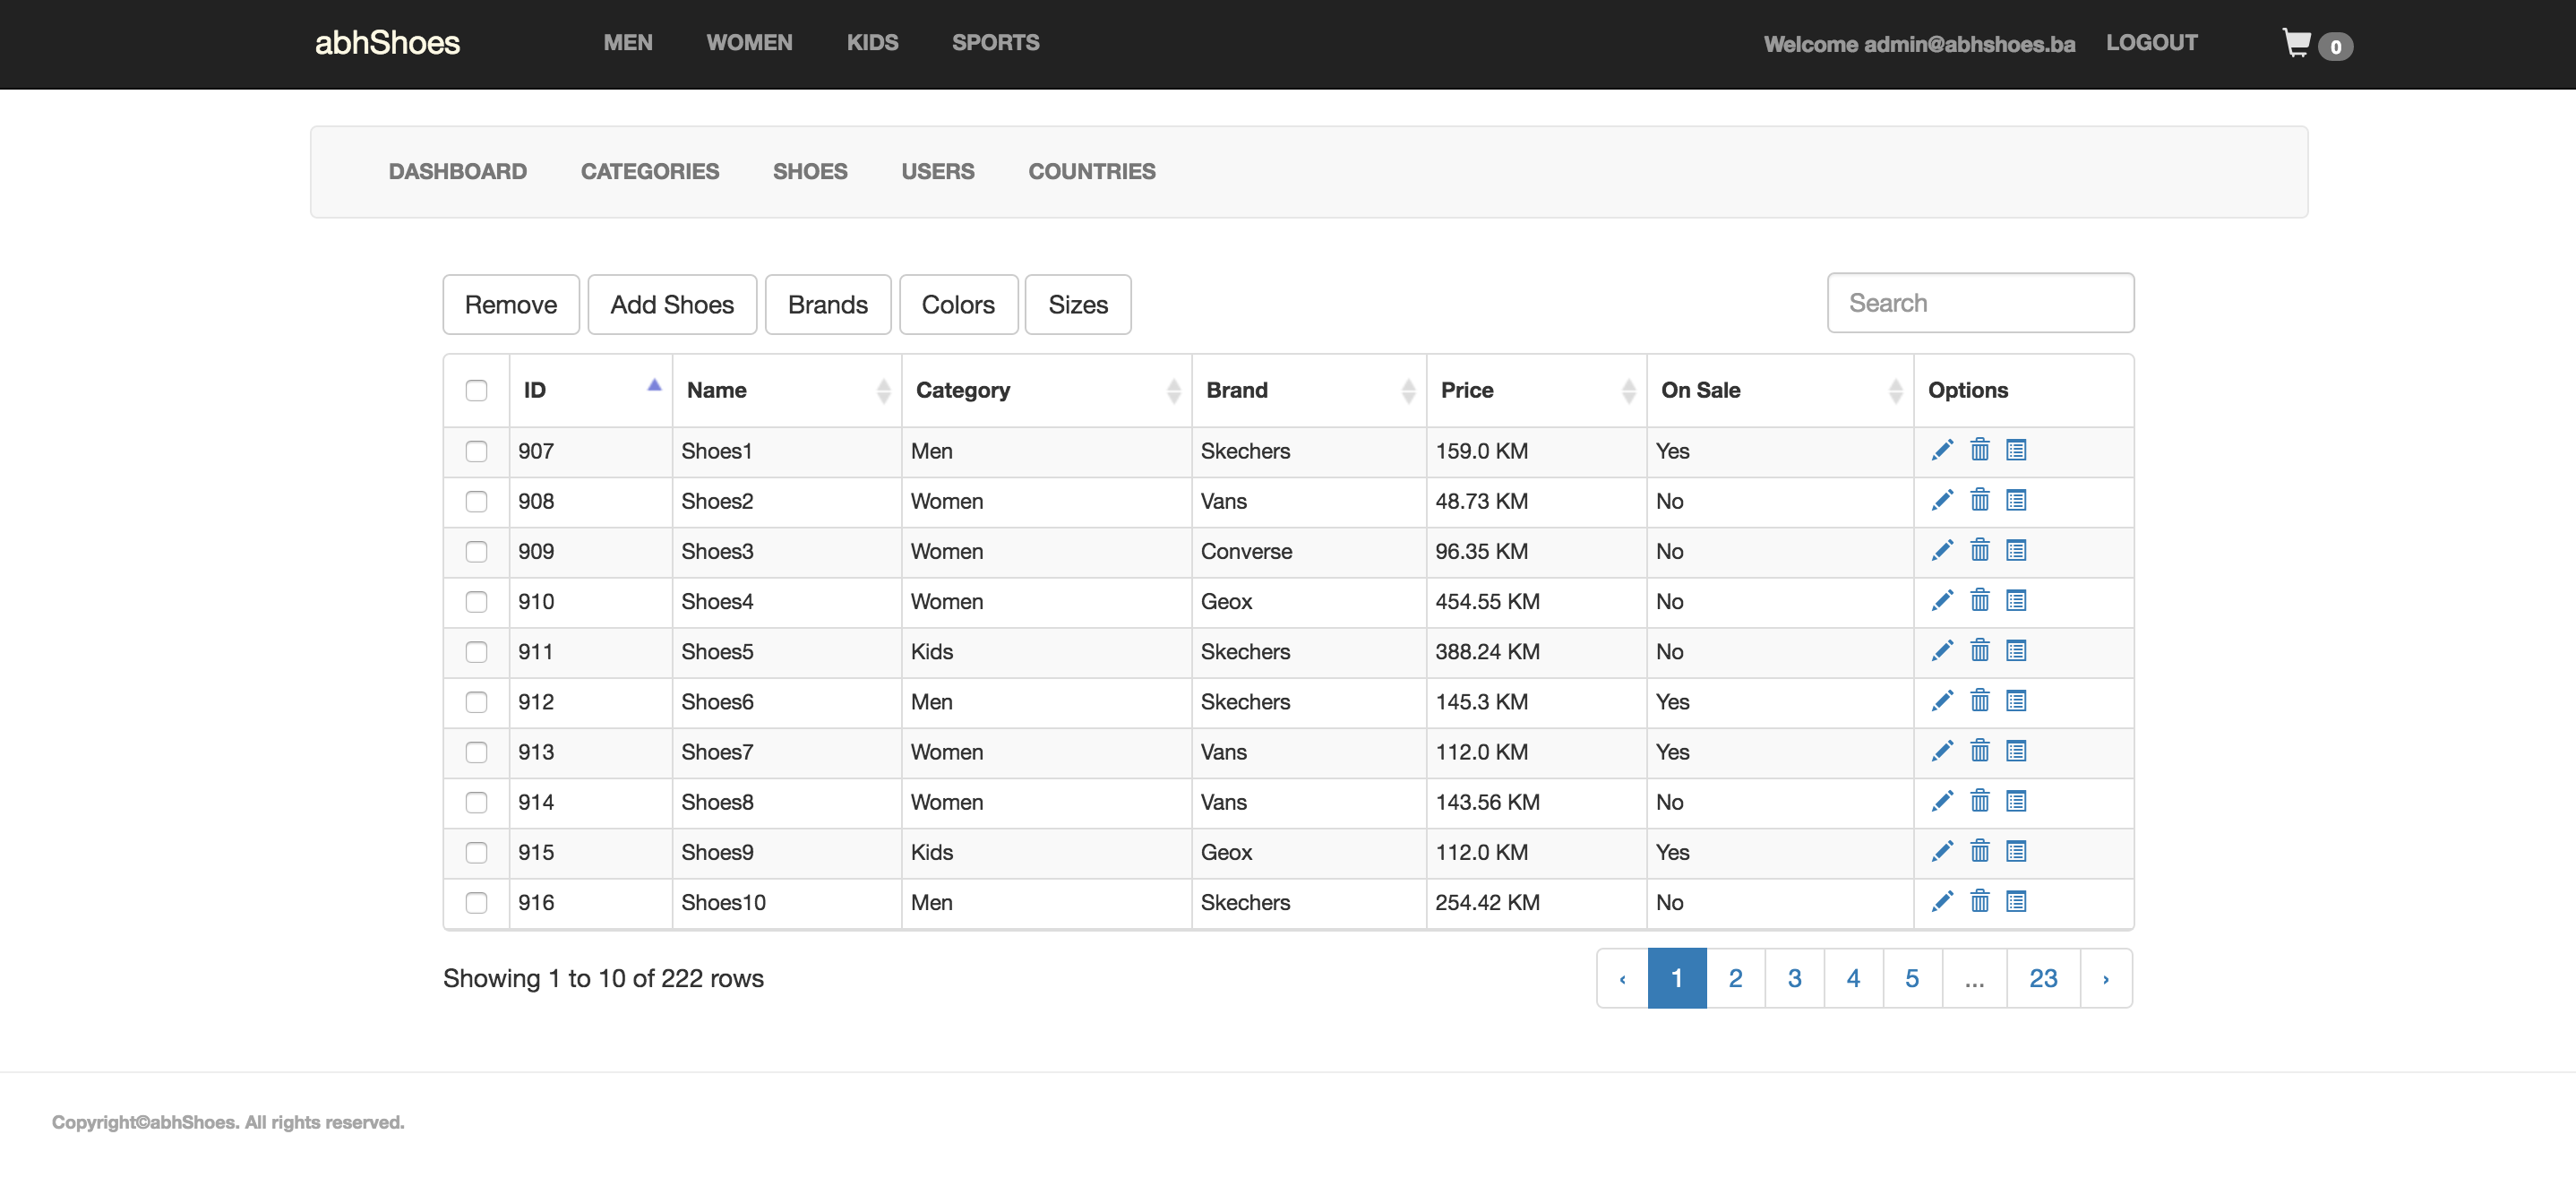 abhShoes MEN WOMEN KIDS SPORTS Welcome admin@abhshoes.ba LOGOUT 0
DASHBOARD CATEGORIES SHOES USERS COUNTRIES
Remove Add Shoes Brands Colors Sizes Search
ID Name Category Brand Price On Sale Options
907 Shoes1 Men Skechers 159.0 KM Yes
908 Shoes2 Women Vans 48.73 KM No
909 Shoes3 Women Converse 96.35 KM No
910 Shoes4 Women Geox 454.55 KM No
911 Shoes5 Kids Skechers 388.24 KM No
912 Shoes6 Men Skechers 145.3 KM Yes
913 Shoes7 Women Vans 112.0 KM Yes
914 Shoes8 Women Vans 143.56 KM No
915 Shoes9 Kids Geox 112.0 KM Yes
916 Shoes10 Men Skechers 254.42 KM No
Showing 1 to 10 of 222 rows ‹ 1 2 3 4 5 ... 23 ›
Copyright©abhShoes. All rights reserved.